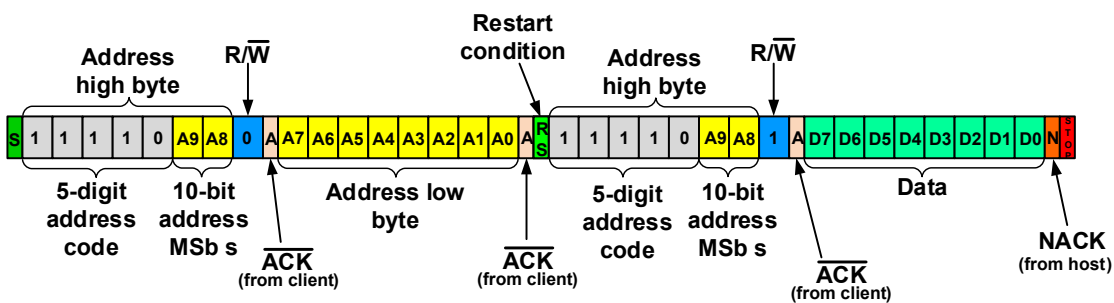 Restart
condition
Address
high byte
R/W
Address
high byte
R/W
S 1 1 1 1 0 A9 A8 0 A A7 A6 A5 A4 A3 A2 A1 A0 A RS 1 1 1 1 0 A9 A8 1 A D7 D6 D5 D4 D3 D2 D1 D0 N STOP
5-digit
address
code
10-bit
address
MSb s
Address low
byte
5-digit
address
code
10-bit
address
MSb s
Data
ACK
(from client)
ACK
(from client)
ACK
(from client)
NACK
(from host)